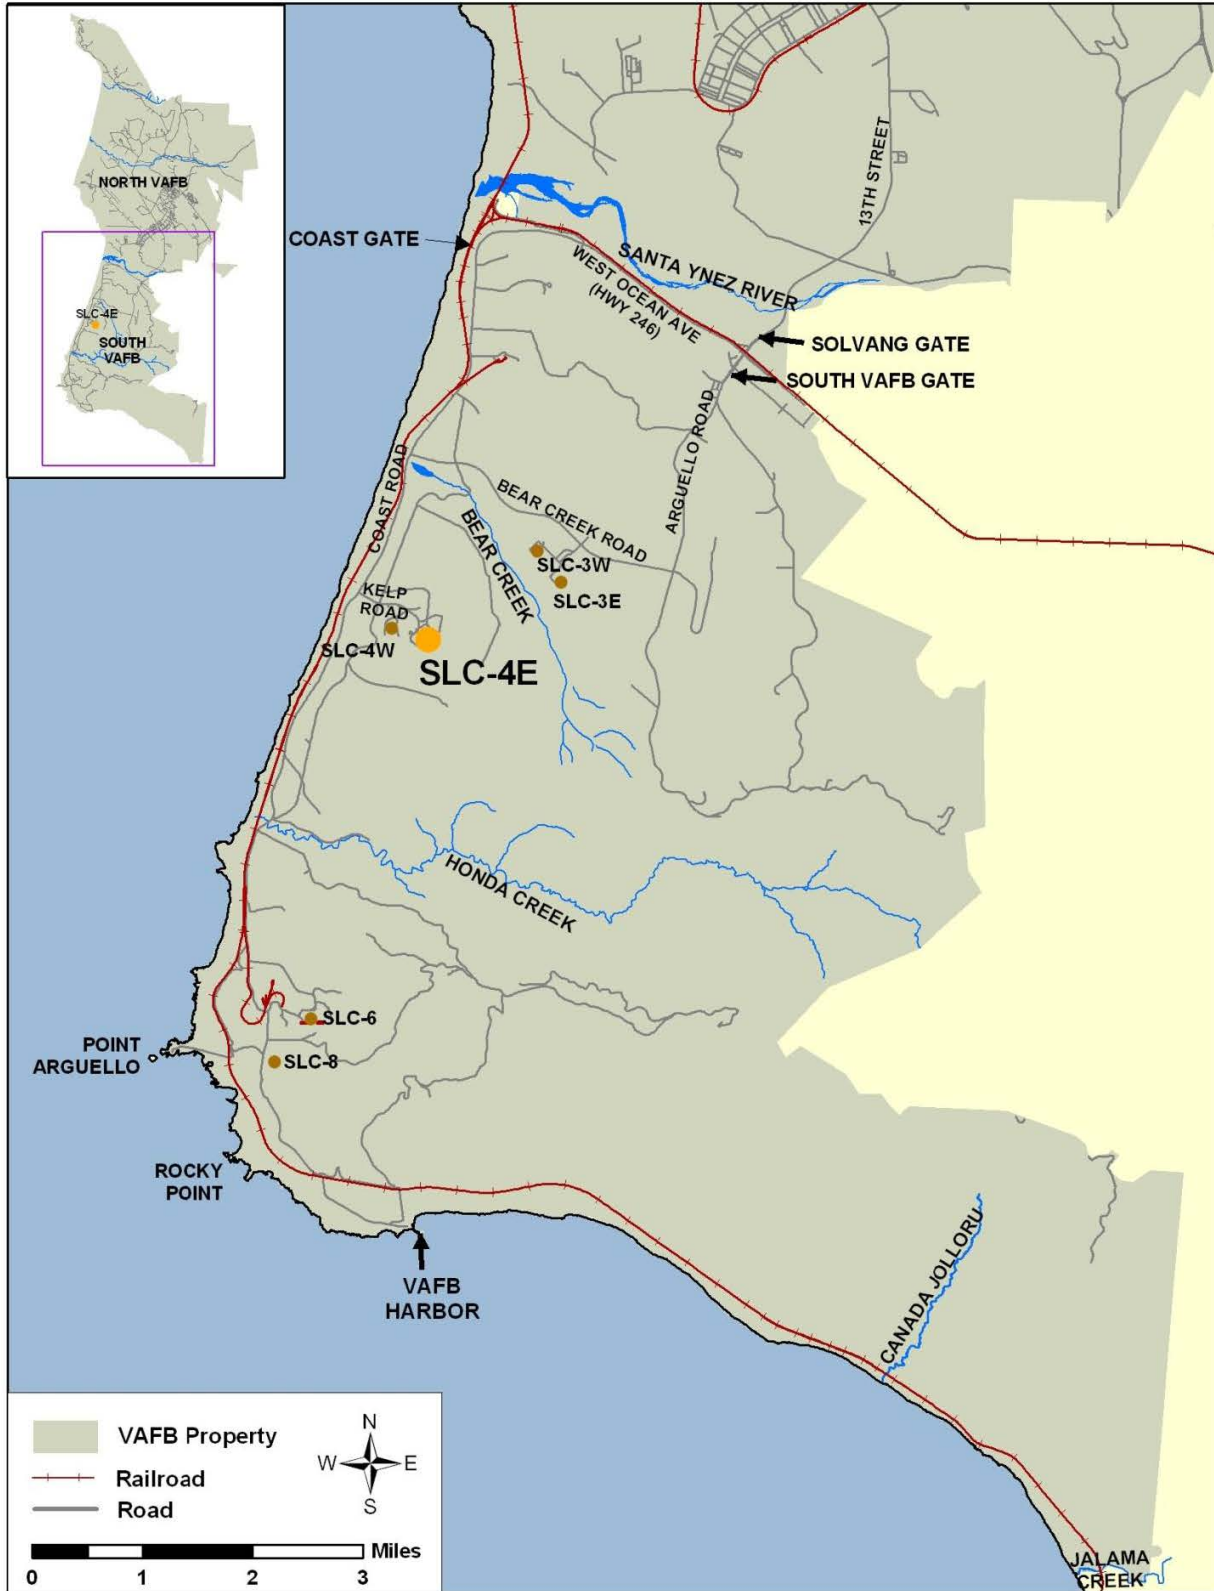 NORTH VAFB
SLC-4E
SOUTH
VAFB
COAST GATE
13TH STREET
SANTA YNEZ RIVER
WEST OCEAN AVE
(HWY 246)
SOLVANG GATE
SOUTH VAFB GATE
ARGUELLO ROAD
COAST ROAD
BEAR CREEK ROAD
BEAR CREEK
SLC-3W
SLC-3E
KELP
ROAD
SLC-4W
SLC-4E
HONDA CREEK
SLC-6
POINT
ARGUELLO
SLC-8
ROCKY
POINT
VAFB
HARBOR
CANADA JOLLORU
JALAMA
CREEK
VAFB Property
Railroad
Road
N
W
E
S
Miles
0 1 2 3